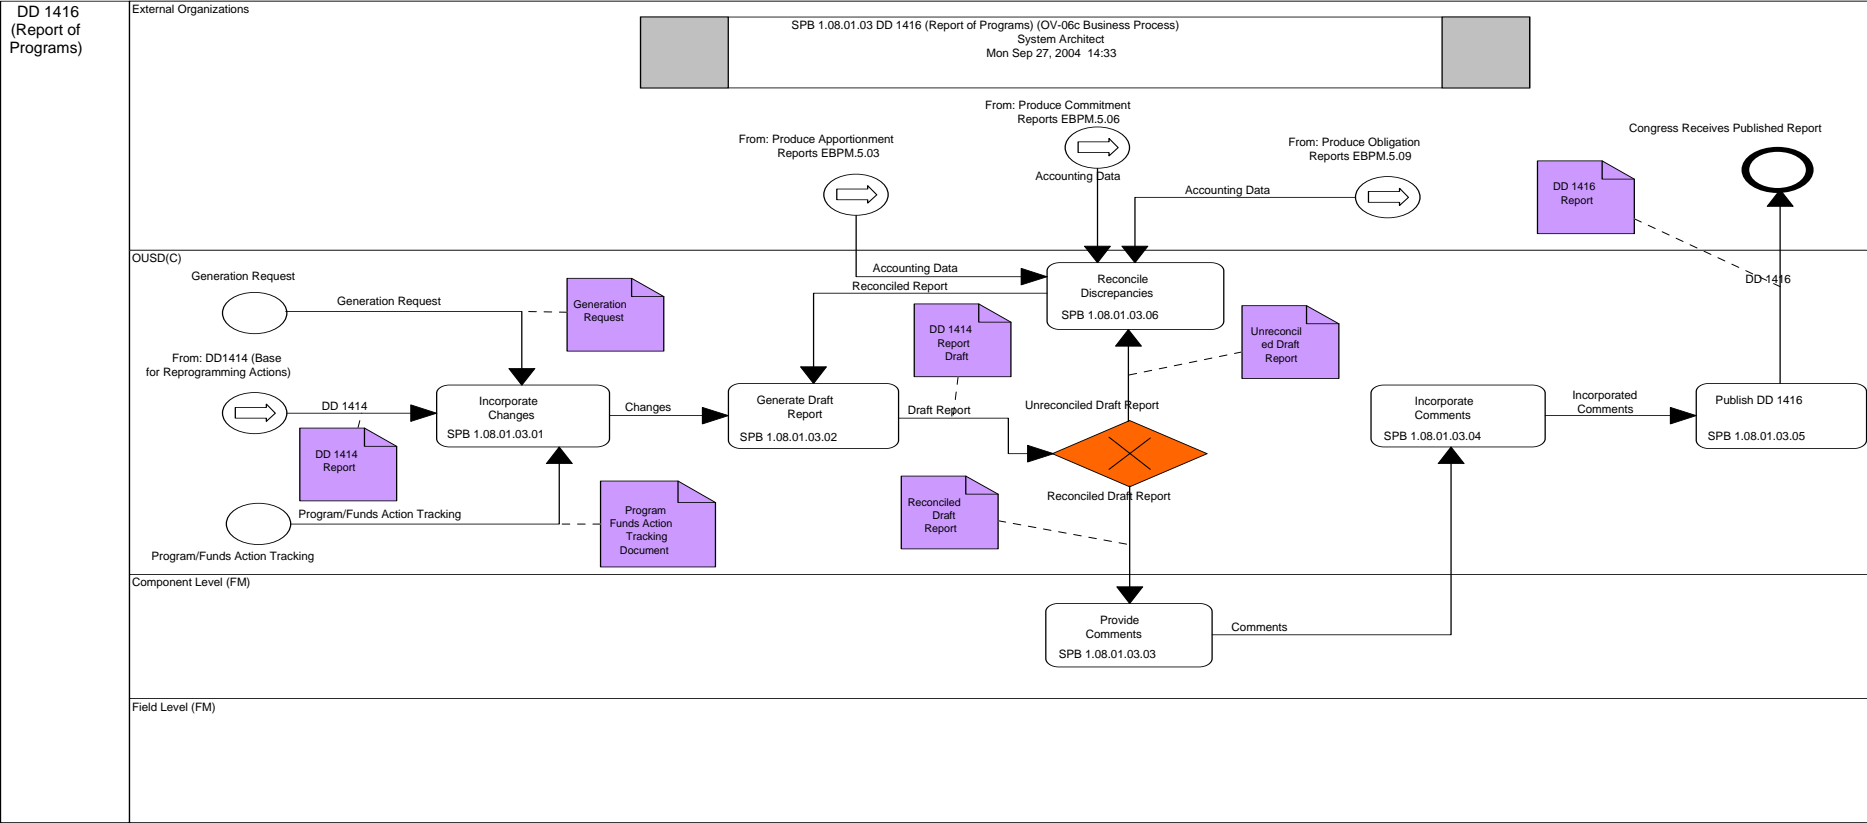 DD 1416
(Report of
Programs)
External Organizations
SPB 1.08.01.03 DD 1416 (Report of Programs) (OV-06c Business Process)
System Architect
Mon Sep 27, 2004  14:33
From: Produce Apportionment
Reports EBPM.5.03
From: Produce Commitment
Reports EBPM.5.06
Accounting Data
From: Produce Obligation
Reports EBPM.5.09
Accounting Data
Congress Receives Published Report
DD 1416
Report
OUSD(C)
Generation Request
Generation Request
Generation
Request
Accounting Data
Reconciled Report
Reconcile
Discrepancies
SPB 1.08.01.03.06
DD 1416
From: DD1414 (Base
for Reprogramming Actions)
DD 1414
DD 1414
Report
Incorporate
Changes
SPB 1.08.01.03.01
Changes
Generate Draft
Report
SPB 1.08.01.03.02
DD 1414
Report
Draft
Draft Report
Unreconcil
ed Draft
Report
Unreconciled Draft Report
Reconciled Draft Report
Reconciled
Draft
Report
Incorporate
Comments
SPB 1.08.01.03.04
Incorporated
Comments
Publish DD 1416
SPB 1.08.01.03.05
Program/Funds Action Tracking
Program/Funds Action Tracking
Program
Funds Action
Tracking
Document
Component Level (FM)
Provide
Comments
SPB 1.08.01.03.03
Comments
Field Level (FM)